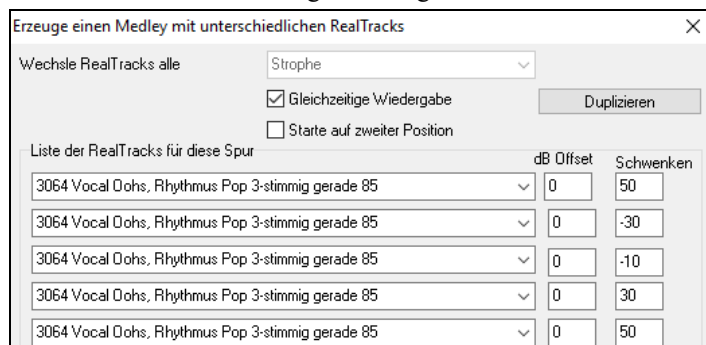 Erzeuge einen Medley mit unterschiedlichen RealTracks
Wechsle RealTracks alle Strophe
Gleichzeitige Wiedergabe Duplizieren
Starte auf zweiter Position
Liste der RealTracks für diese Spur dB Offset Schwenken
3064 Vocal Oohs, Rhythmus Pop 3-stimmig gerade 85 0 50
3064 Vocal Oohs, Rhythmus Pop 3-stimmig gerade 85 0 -30
3064 Vocal Oohs, Rhythmus Pop 3-stimmig gerade 85 0 -10
3064 Vocal Oohs, Rhythmus Pop 3-stimmig gerade 85 0 30
3064 Vocal Oohs, Rhythmus Pop 3-stimmig gerade 85 0 50